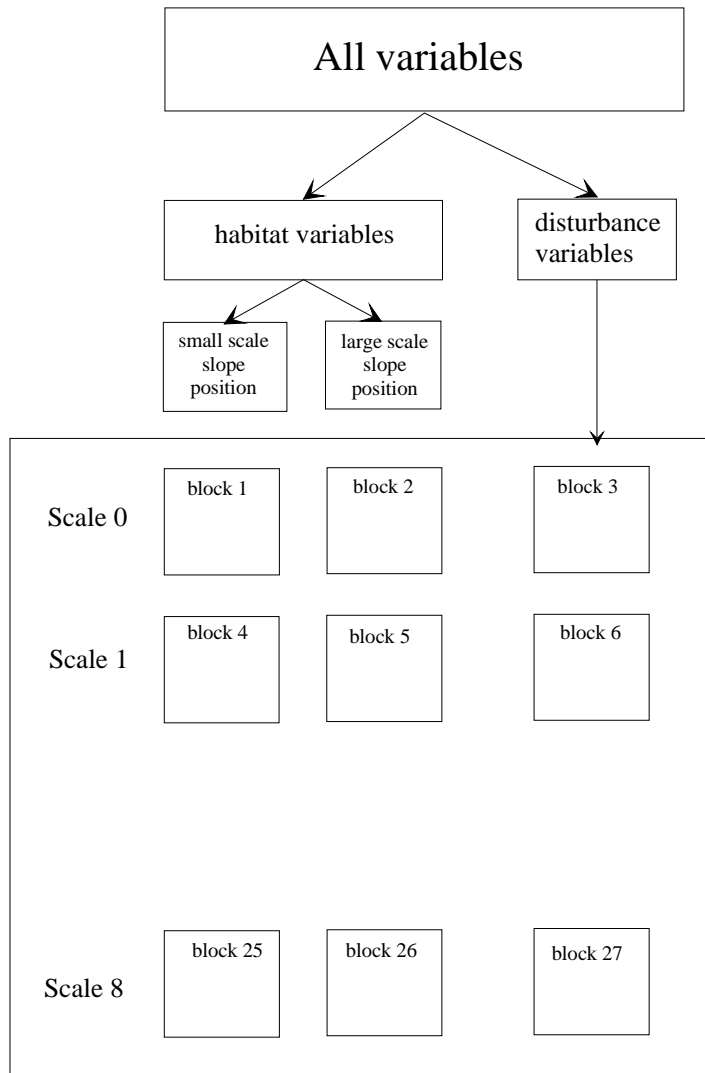 All variables
habitat variables
disturbance
variables
small scale
slope
position
large scale
slope
position
Scale 0
block 1
block 2
block 3
Scale 1
block 4
block 5
block 6
Scale 8
block 25
block 26
block 27